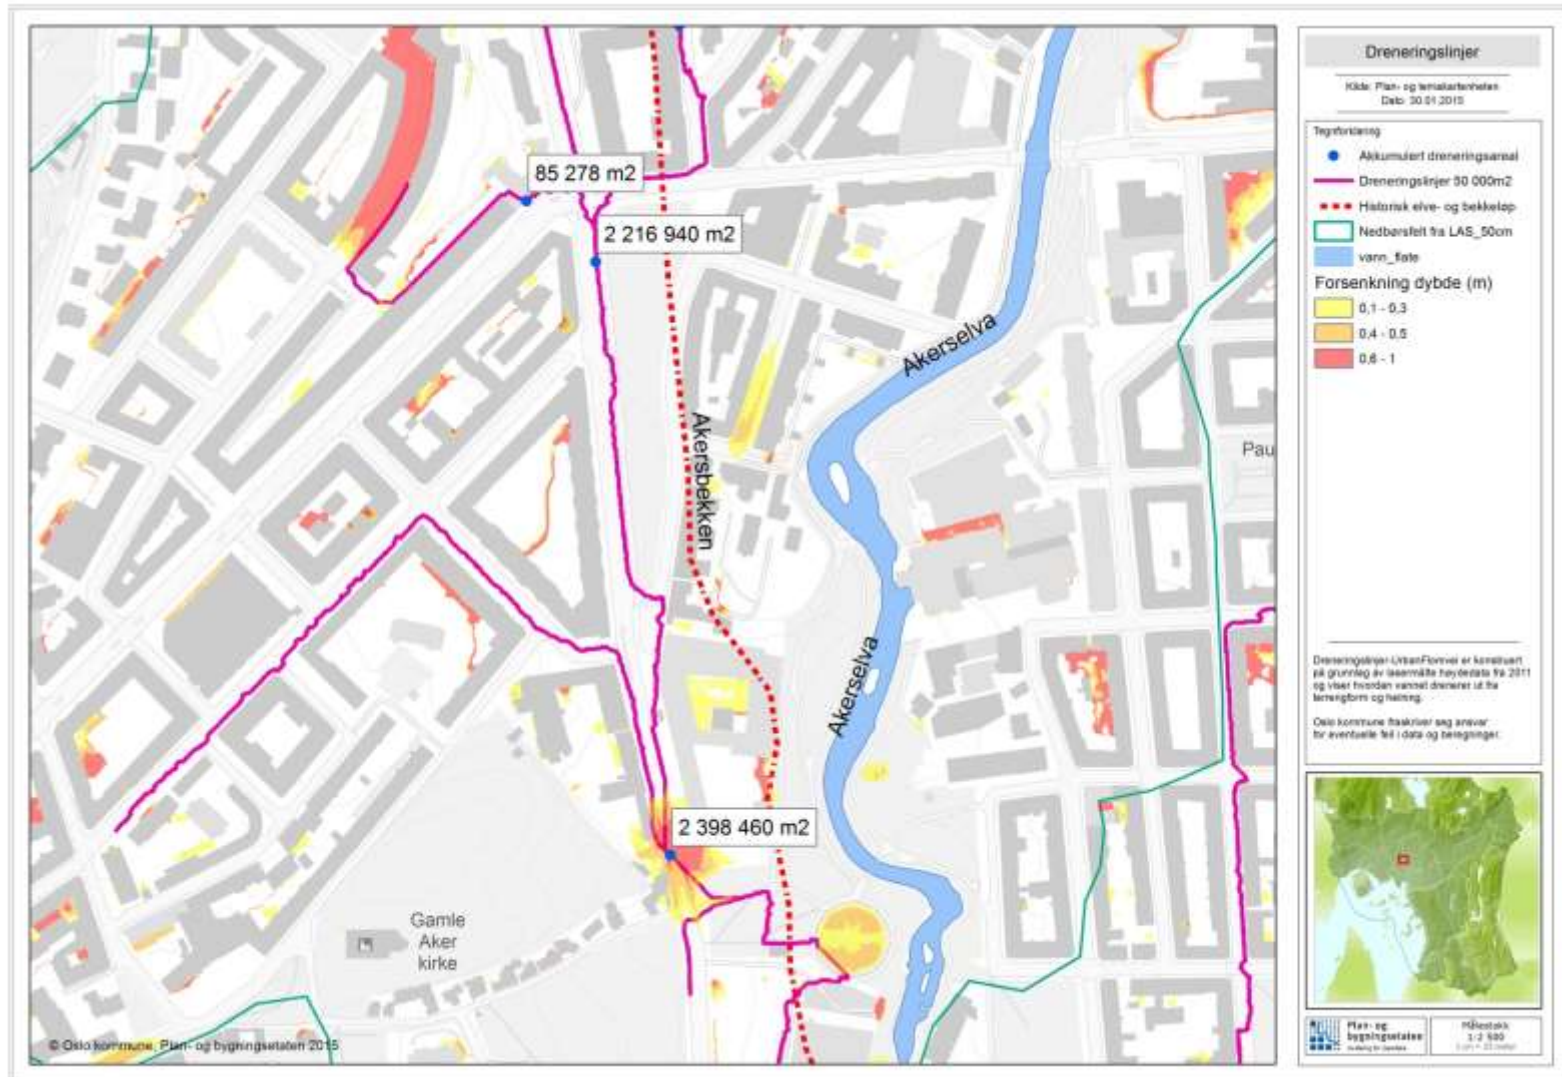 85 278 m2
2 216 940 m2
Akerselva
Akersbekken
Pau
Akerselva
2 398 460 m2
Gamle
Aker
kirke
© Oslo kommune, Plan- og bygningsetaten 2015
Dreneringslinjer
Kilde: Plan- og temakartenheten
Dato: 30.01.2015
Tegnforklaring
Akkumulert dreneringsareal
Dreneringslinjer 50 000m2
Historisk elve- og bekkeløp
Nedbørsfelt fra LAS_50cm
vann_flate
Forsenkning dybde (m)
0,1 - 0,3
0,4 - 0,5
0,6 - 1
Dreneringslinjer-UrbanFlomvei er konstruert
på grunnlag av lasermålte høydedata fra 2011
og viser hvordan vannet drenerer ut fra
terrengform og helning.
Oslo kommune fraskriver seg ansvar
for eventuelle feil i data og beregninger.
Plan- og
bygningsetaten
Målestokk
1:2 500